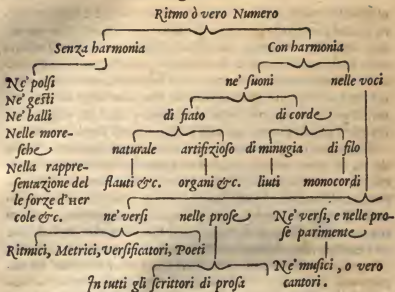 Ritmo ò vero Numero
Senza harmonia Con harmonia
Ne' polsi ne' suoni nelle voci
Ne' gesti
Ne' balli di fiato di corde
Nelle more-
sche naturale artifizioso di minugia di filo
Nella rappre-
sentazione del flauti &c. organi &c. liuti monocordi
le forze d'Her
cole &c. ne' versi nelle prose Ne' versi, e nelle pro-
se parimente
Ritmici, Metrici, Versificatori, Poeti
Ne' musici, o vero
In tutti gli scrittori di prosa cantori.